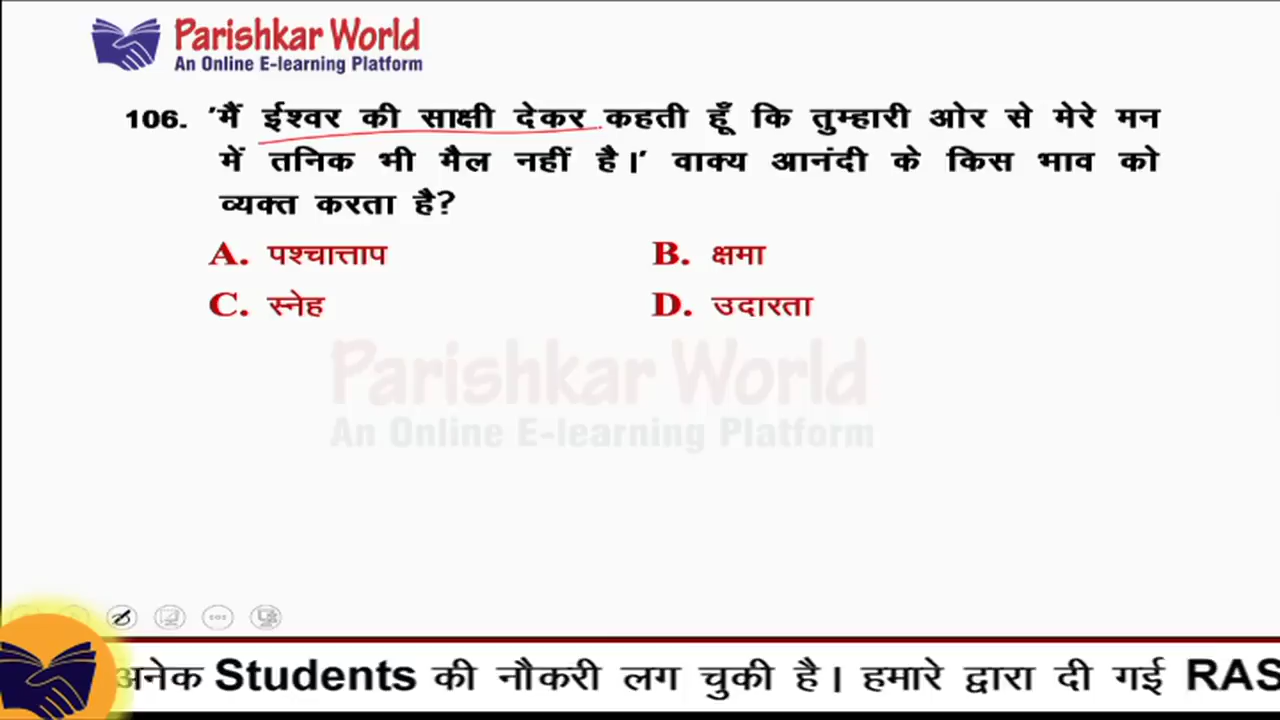 Parishkar World
An Online E-learning Platform
106. 'मैं ईश्वर की साक्षी देकर कहती हूँ कि तुम्हारी ओर से मेरे मन
में तनिक भी मैल नहीं है।' वाक्य आनंदी के किस भाव को
व्यक्त करता है?
A. पश्चात्ताप B. क्षमा
C. स्नेह D. उदारता
Parishkar World
An Online E-learning Platform
अनेक Students की नौकरी लग चुकी है। हमारे द्वारा दी गई RAS